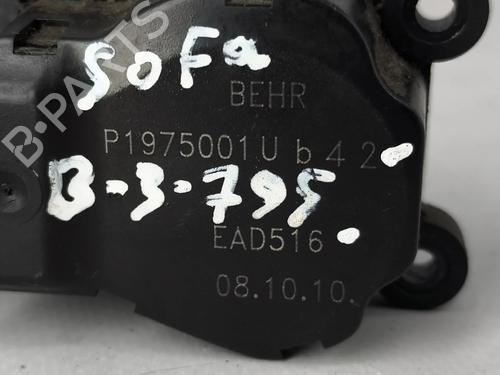 SOFa
BEHR
P1975001U b 4 2
B-3-795.
EAD516
08.10.10.
B-PARTS